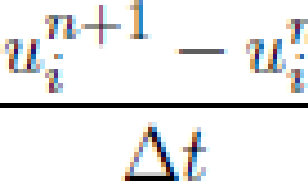 u_i^{n+1} - u_i^n
Δt